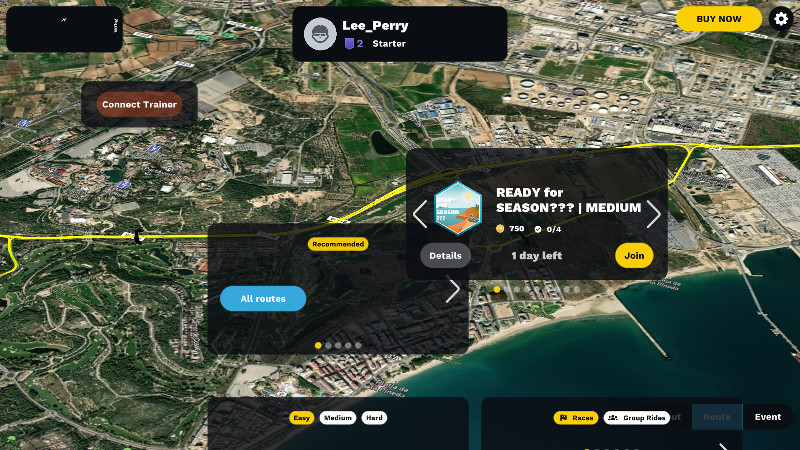 Lee_Perry
2 Starter
BUY NOW
Connect Trainer
READY for
SEASON??? | MEDIUM
750 0/4
Details 1 day left Join
Recommended
All routes
Easy Medium Hard
Races Group Rides Route Event